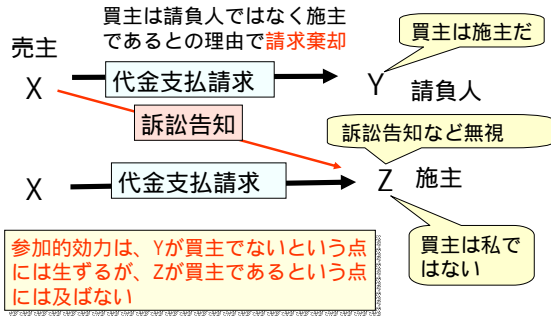 買主は請負人ではなく施主
であるとの理由で請求棄却
買主は施主だ
売主
X
代金支払請求
Y
請負人
訴訟告知
訴訟告知など無視
X
代金支払請求
Z
施主
買主は私で
はない
参加的効力は、Yが買主でないという点
には生ずるが、Zが買主であるという点
には及ばない